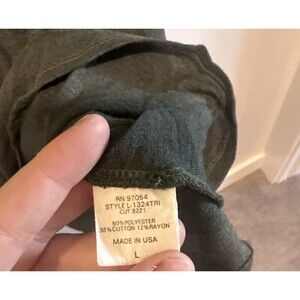 RN 97054
STYLE L-1324TRI
CUT 8221
50% POLYESTER
38% COTTON 12% RAYON
MADE IN USA
L